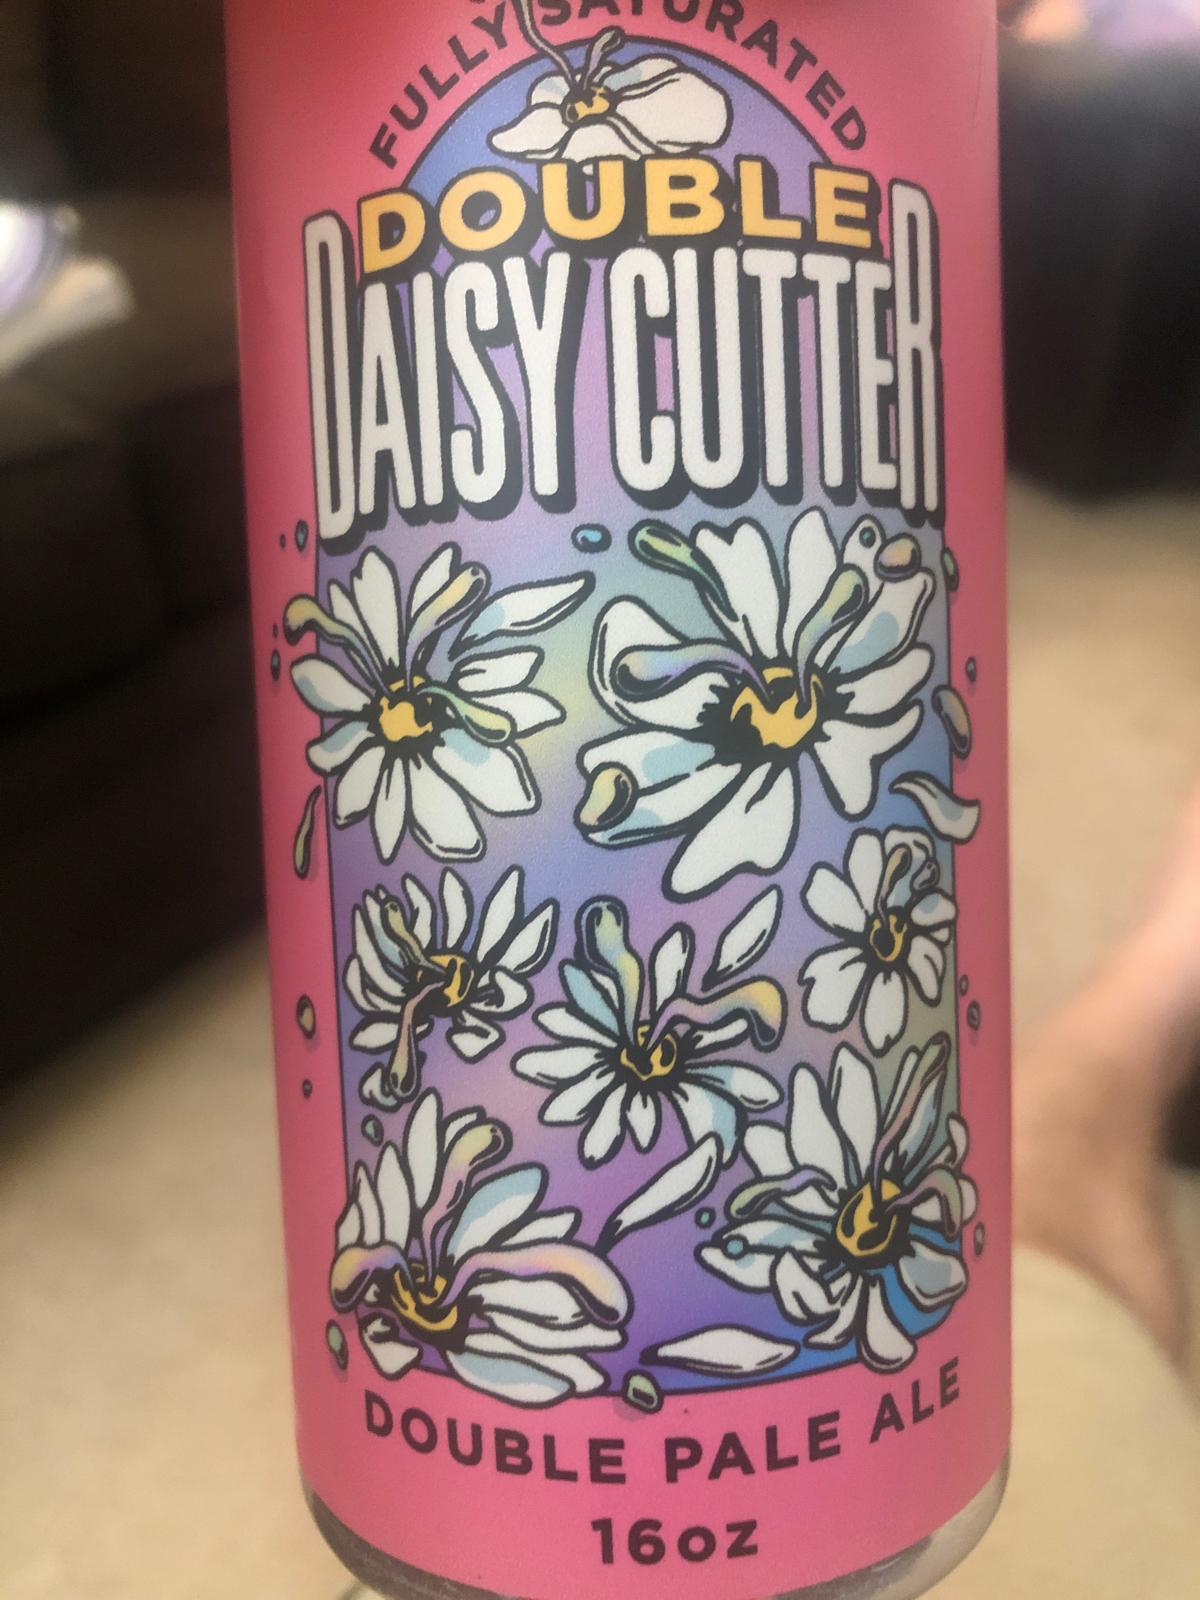 FULLY SATURATED
DOUBLE
DAISY CUTTER
DOUBLE PALE ALE
16oz